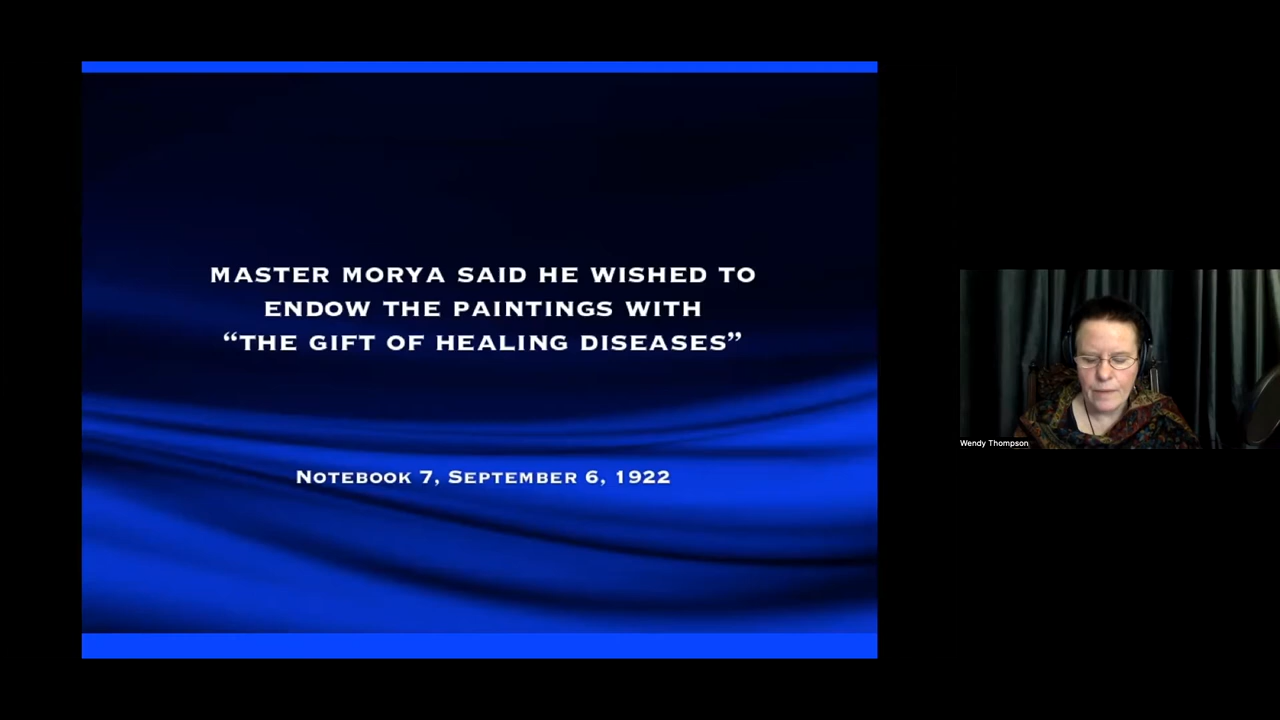 MASTER MORYA SAID HE WISHED TO
ENDOW THE PAINTINGS WITH
“THE GIFT OF HEALING DISEASES”
NOTEBOOK 7, SEPTEMBER 6, 1922
Wendy Thompson